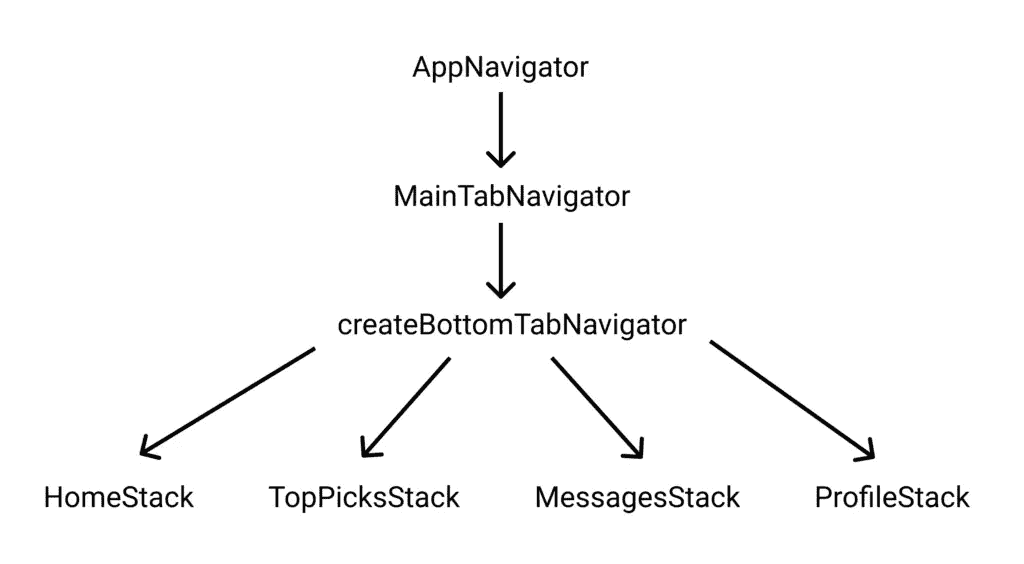 AppNavigator
MainTabNavigator
createBottomTabNavigator
HomeStack
TopPicksStack
MessagesStack
ProfileStack